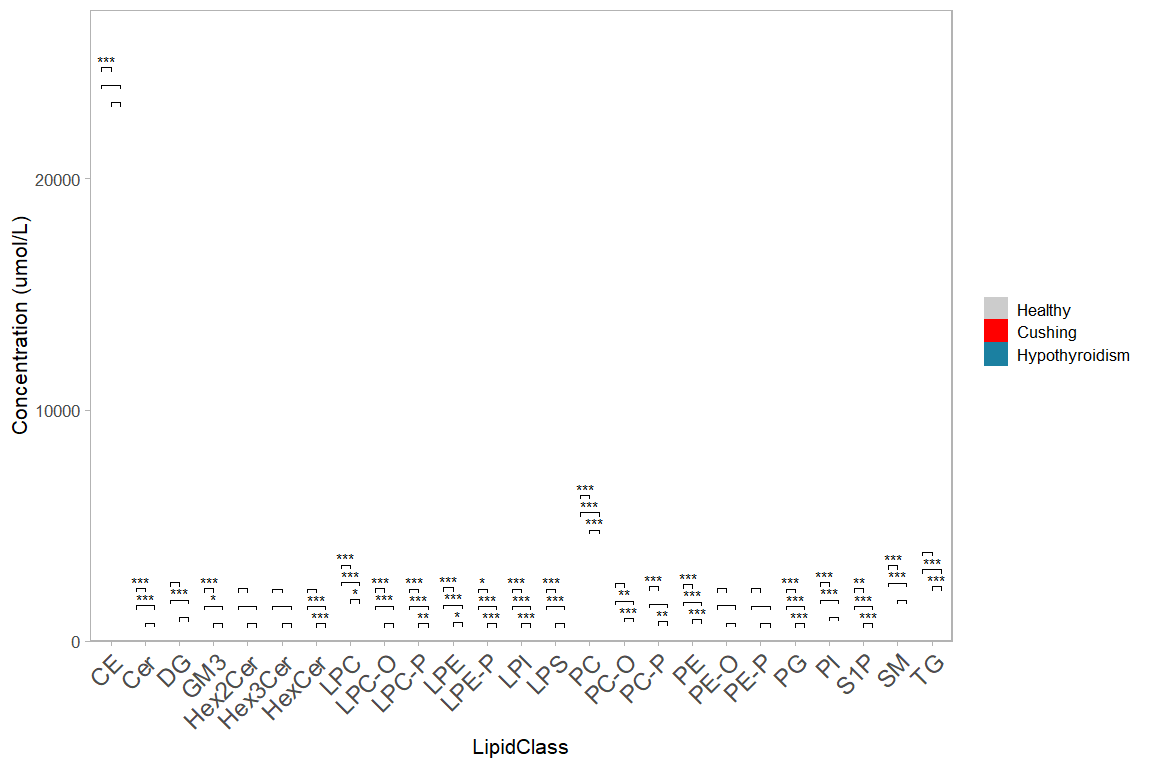 Concentration (umol/L)
20000
10000
0
***
***
***
***
***
*
***
***
***
***
*
***
***
***
***
**
***
***
*
*
***
***
***
***
***
***
***
***
***
***
**
***
***
**
***
***
***
***
***
***
***
***
**
***
***
***
***
***
***
CE
Cer
DG
GM3
Hex2Cer
Hex3Cer
HexCer
LPC
LPC-O
LPC-P
LPE
LPE-P
LPI
LPS
PC
PC-O
PC-P
PE
PE-O
PE-P
PG
PI
S1P
SM
TG
LipidClass
Healthy
Cushing
Hypothyroidism